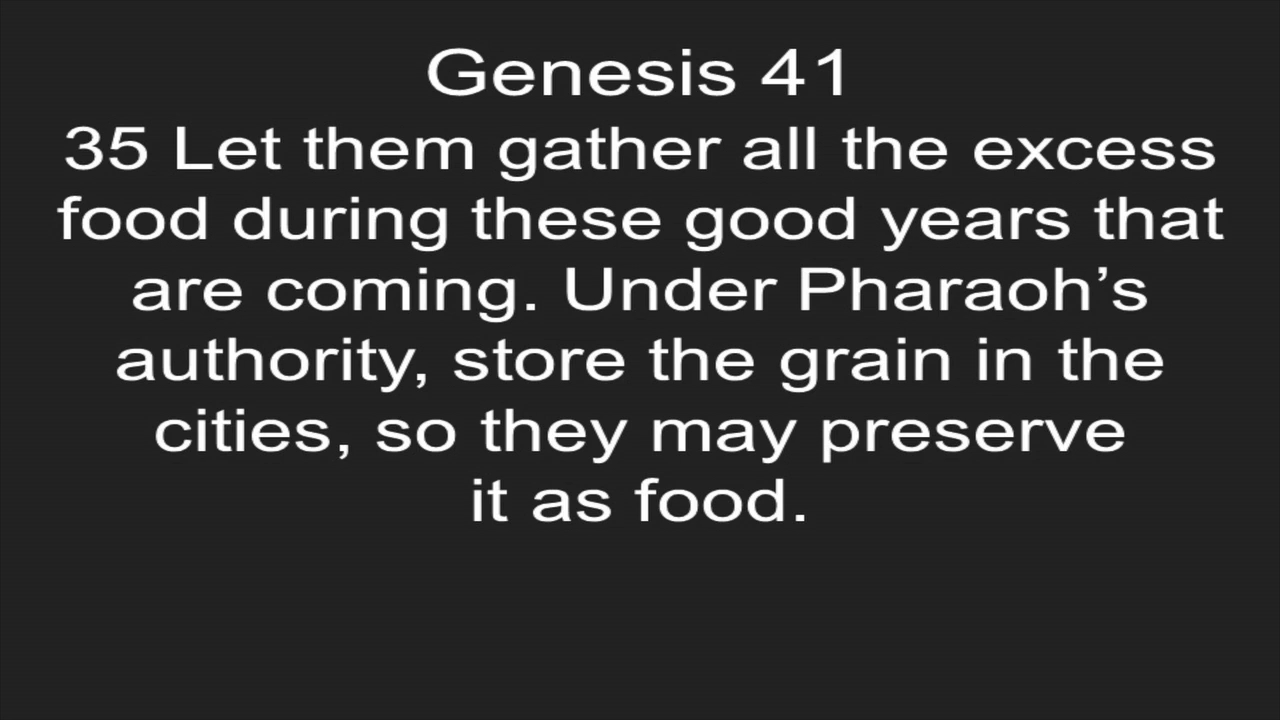 Genesis 41
35 Let them gather all the excess
food during these good years that
are coming. Under Pharaoh’s
authority, store the grain in the
cities, so they may preserve
it as food.